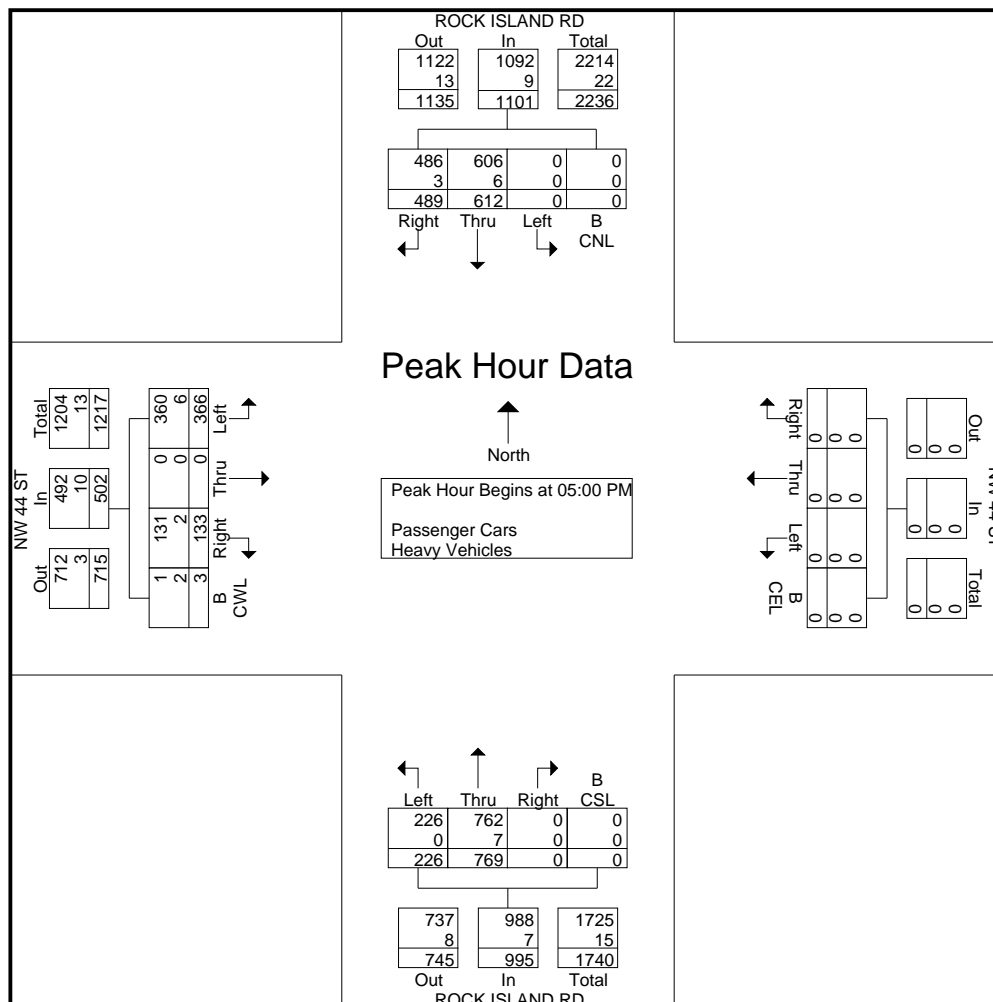 ROCK ISLAND RD
Out In Total
1122 1092 2214
13 9 22
1135 1101 2236
486 606 0 0
3 6 0 0
489 612 0 0
Right Thru Left B
CNL
Peak Hour Data
North
Peak Hour Begins at 05:00 PM
Passenger Cars
Heavy Vehicles
NW 44 ST
Out In Total
712 492 1204
3 10 13
715 502 1217
B Right Thru Left
CWL
1 131 0 360
2 2 0 6
3 133 0 366
NW 44 ST
Out In Total
0 0 0
0 0 0
0 0 0
Right Thru Left B
CEL
0 0 0 0
0 0 0 0
0 0 0 0
B
Left Thru Right CSL
226 762 0 0
0 7 0 0
226 769 0 0
737 988 1725
8 7 15
745 995 1740
Out In Total
ROCK ISLAND RD